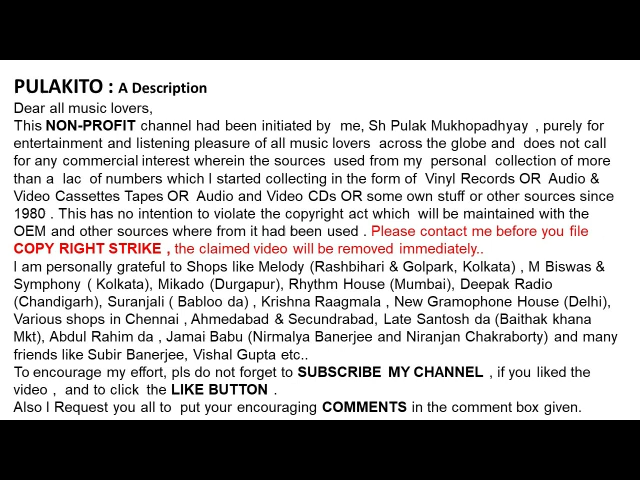 PULAKITO : A Description
Dear all music lovers,
This NON-PROFIT channel had been initiated by me, Sh Pulak Mukhopadhyay , purely for
entertainment and listening pleasure of all music lovers across the globe and does not call
for any commercial interest wherein the sources used from my personal collection of more
than a lac of numbers which I started collecting in the form of Vinyl Records OR Audio &
Video Cassettes Tapes OR Audio and Video CDs OR some own stuff or other sources since
1980 . This has no intention to violate the copyright act which will be maintained with the
OEM and other sources where from it had been used . Please contact me before you file
COPY RIGHT STRIKE , the claimed video will be removed immediately..
I am personally grateful to Shops like Melody (Rashbihari & Golpark, Kolkata) , M Biswas &
Symphony ( Kolkata), Mikado (Durgapur), Rhythm House (Mumbai), Deepak Radio
(Chandigarh), Suranjali ( Babloo da) , Krishna Raagmala , New Gramophone House (Delhi),
Various shops in Chennai , Ahmedabad & Secundrabad, Late Santosh da (Baithak khana
Mkt), Abdul Rahim da , Jamai Babu (Nirmalya Banerjee and Niranjan Chakraborty) and many
friends like Subir Banerjee, Vishal Gupta etc..
To encourage my effort, pls do not forget to SUBSCRIBE MY CHANNEL , if you liked the
video , and to click the LIKE BUTTON .
Also I Request you all to put your encouraging COMMENTS in the comment box given.